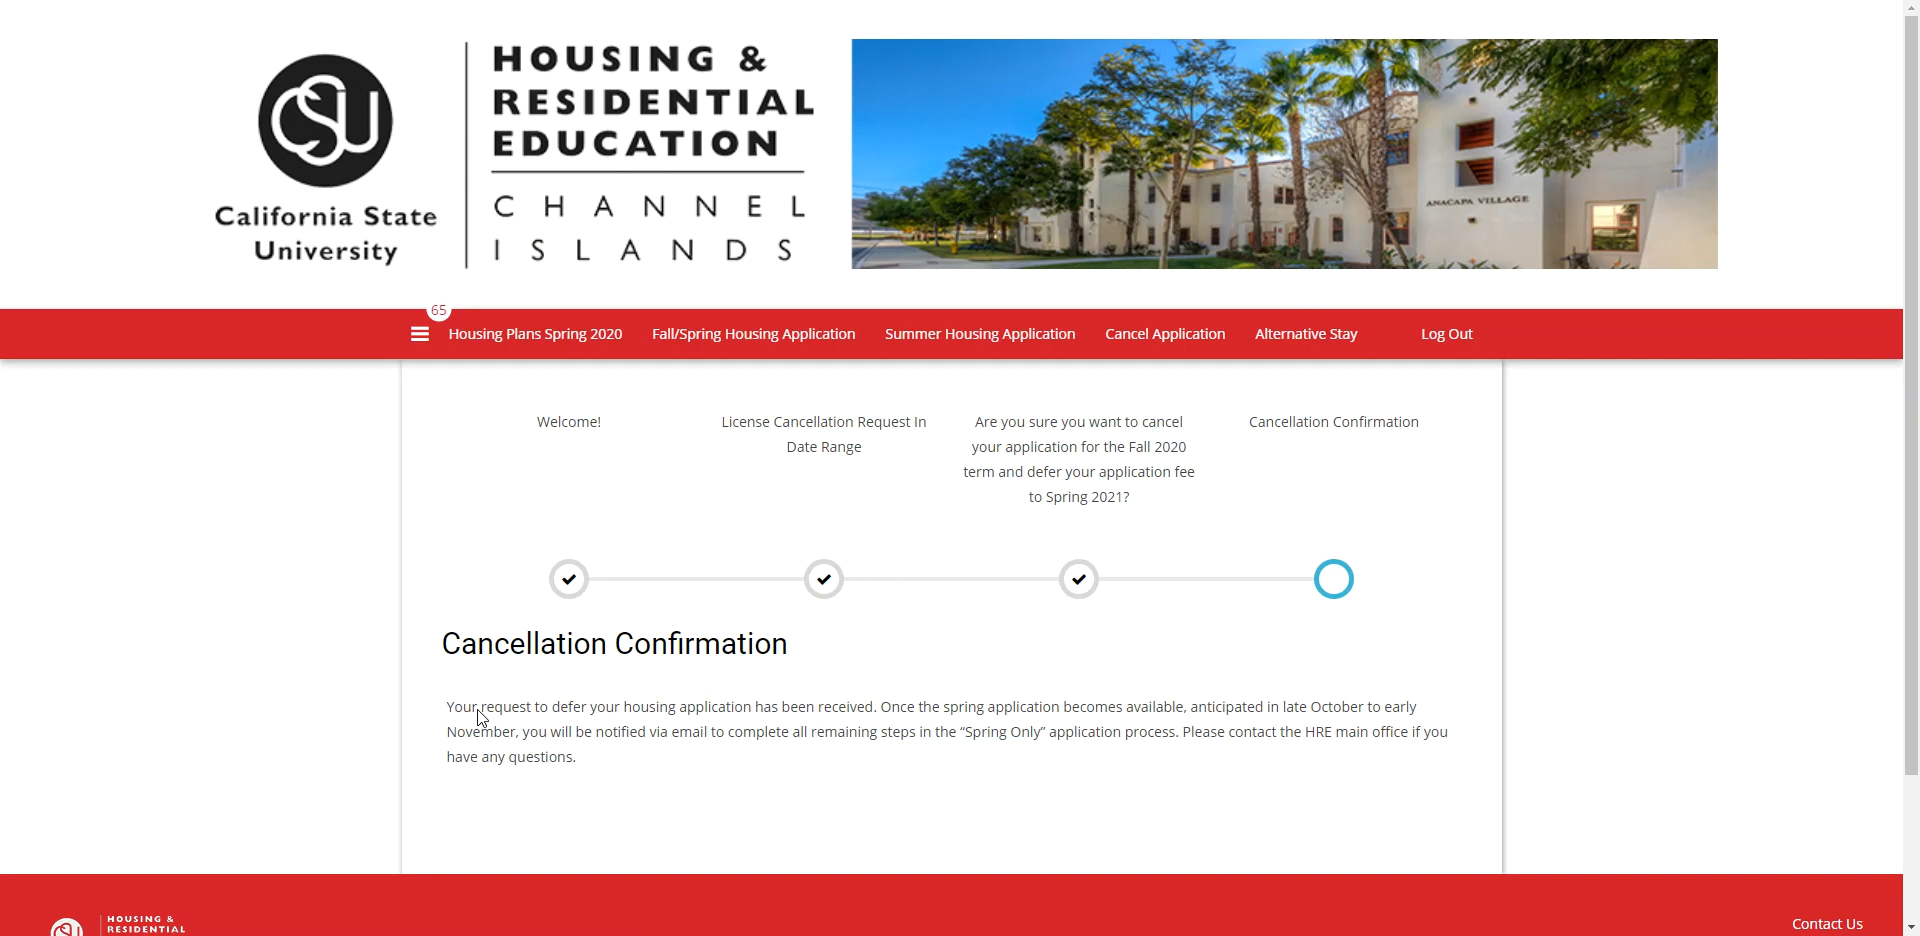 HOUSING &
RESIDENTIAL
EDUCATION
CSU
California State
University
CHANNEL
ISLANDS
ANACAPA VILLAGE
65
Housing Plans Spring 2020 Fall/Spring Housing Application Summer Housing Application Cancel Application Alternative Stay Log Out
Welcome!
License Cancellation Request In
Date Range
Are you sure you want to cancel
your application for the Fall 2020
term and defer your application fee
to Spring 2021?
Cancellation Confirmation
Cancellation Confirmation
Your request to defer your housing application has been received. Once the spring application becomes available, anticipated in late October to early
November, you will be notified via email to complete all remaining steps in the “Spring Only” application process. Please contact the HRE main office if you
have any questions.
HOUSING &
RESIDENTIAL
Contact Us